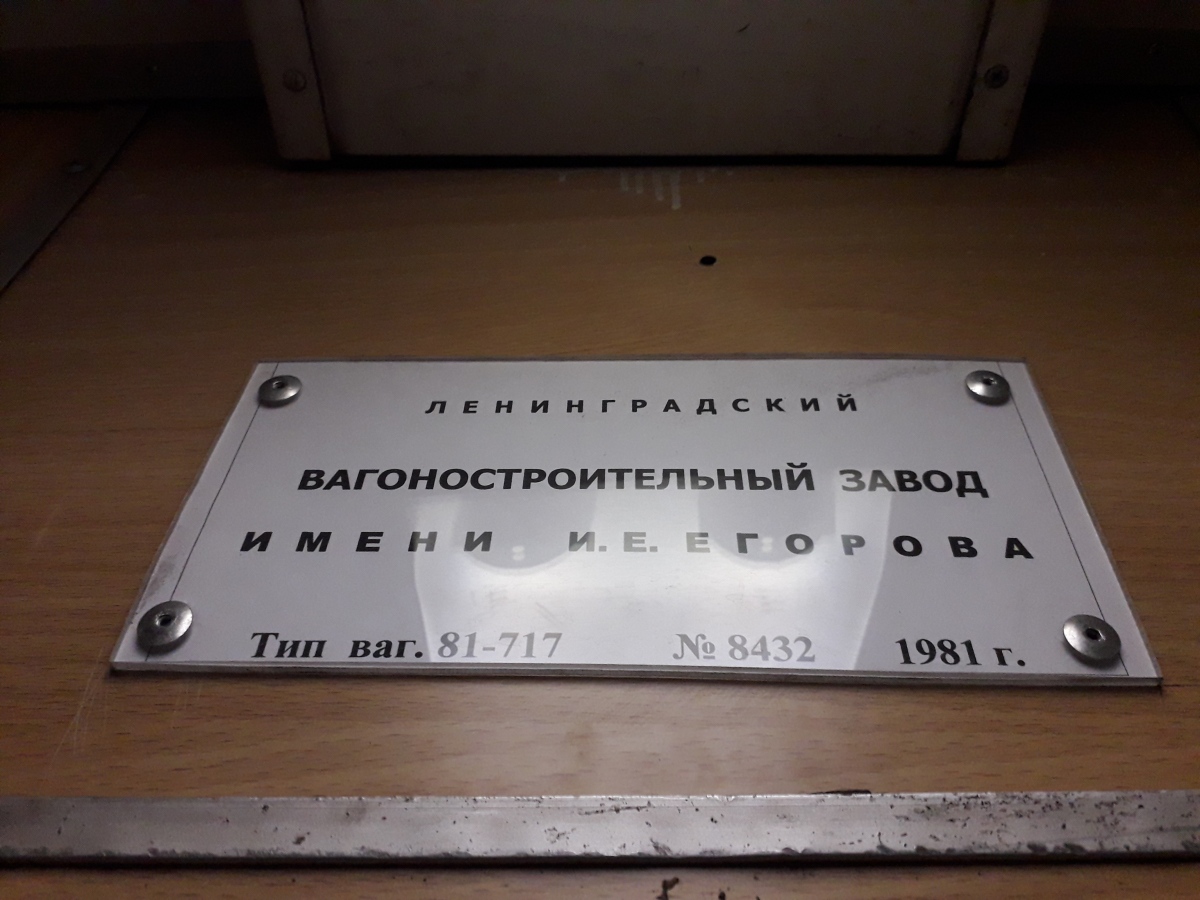 ЛЕНИНГРАДСКИЙ
ВАГОНОСТРОИТЕЛЬНЫЙ ЗАВОД
ИМЕНИ И. Е. ЕГОРОВА
Тип ваг. 81-717 № 8432 1981 г.